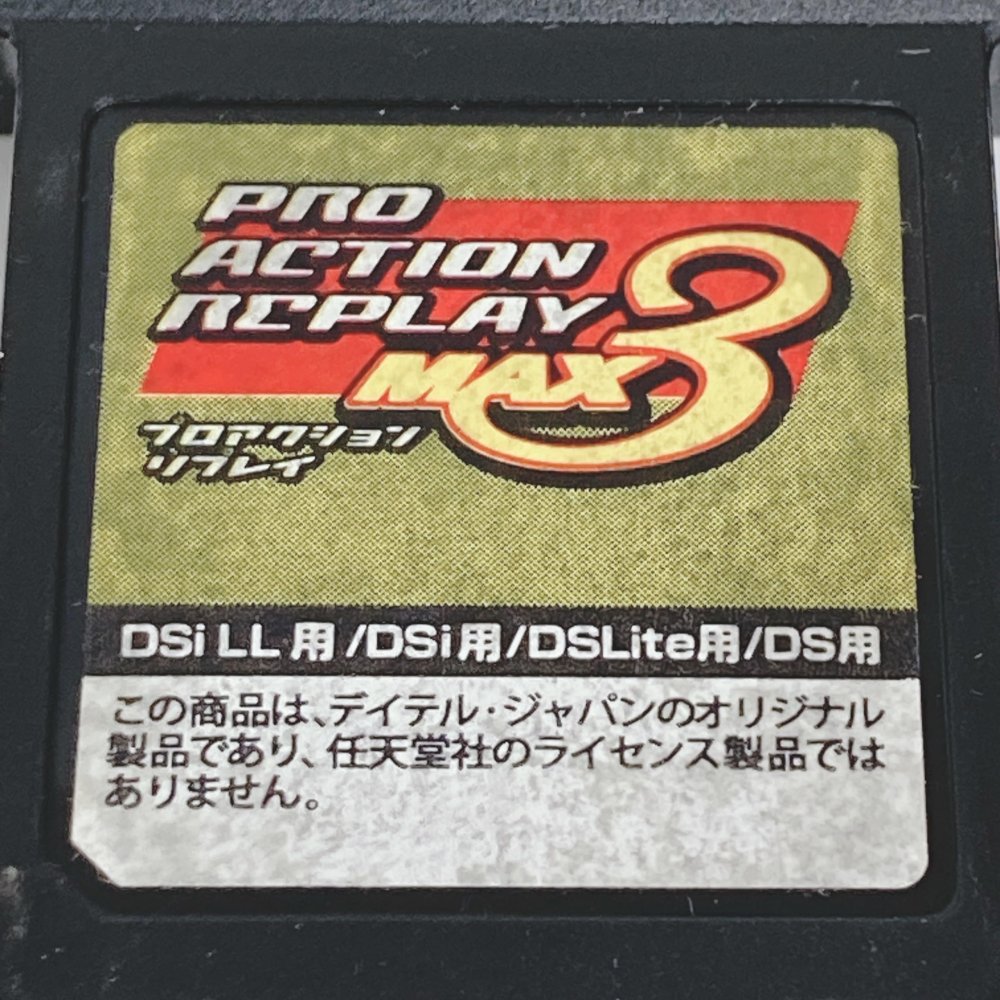 PRO
ACTION
REPLAY
MAX3
プロアクション
リプレイ
DSi LL用/DSi用/DSLite用/DS用
この商品は、デイテル・ジャパンのオリジナル
製品であり、任天堂社のライセンス製品では
ありません。